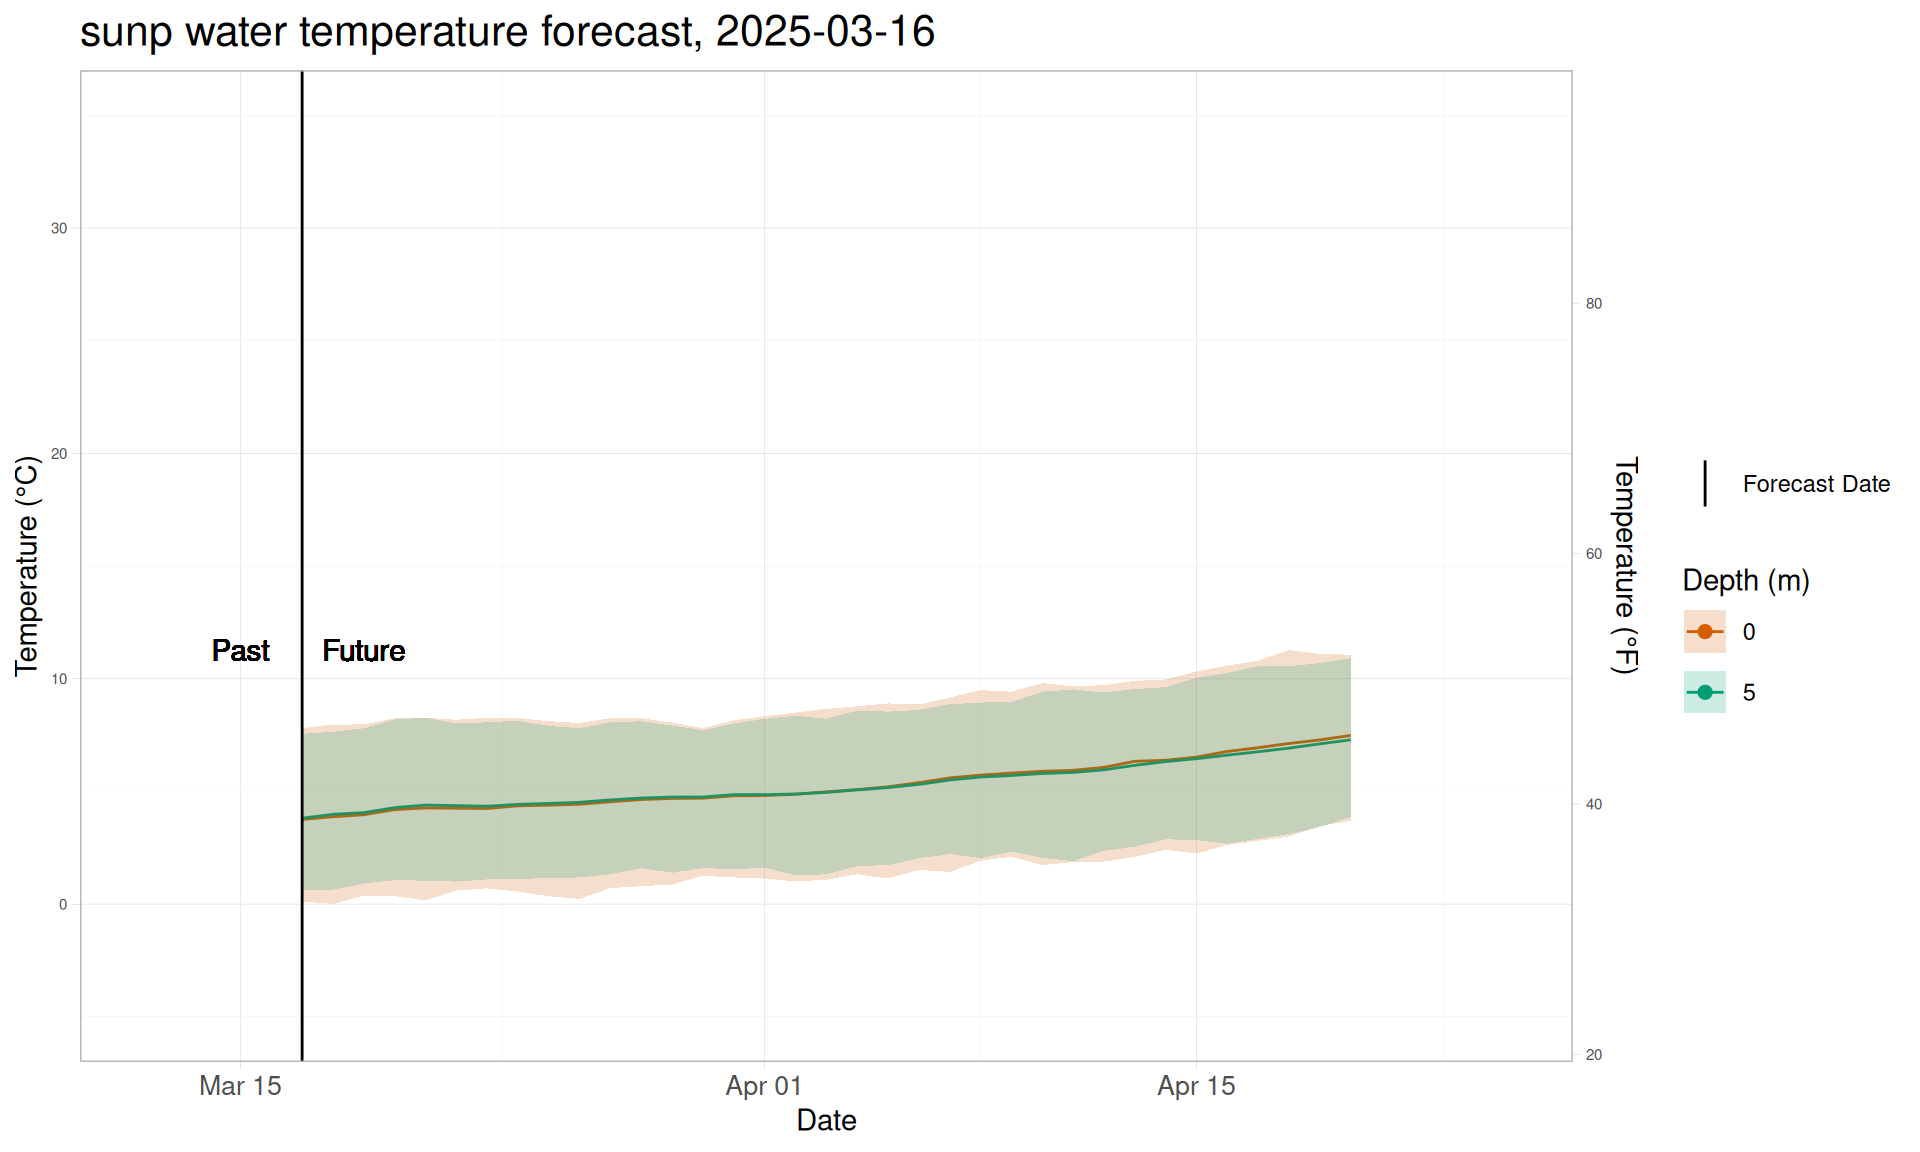 sunp water temperature forecast, 2025-03-16
Temperature (°C)
30
20
10
0
Past
Future
80
60
40
20
Temperature (°F)
Mar 15
Apr 01
Apr 15
Date
Forecast Date
Depth (m)
0
5